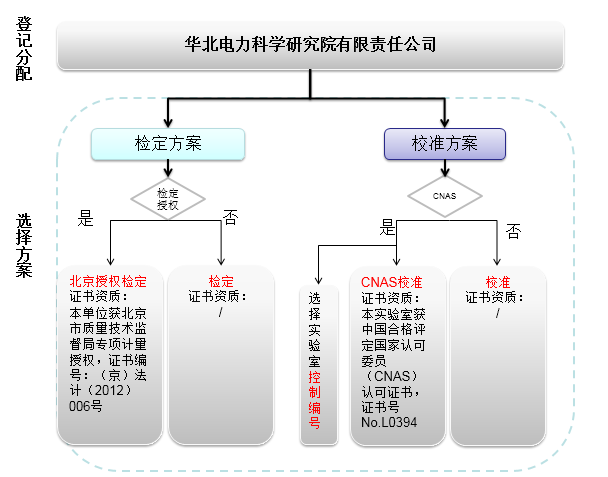 登记分配
华北电力科学研究院有限责任公司
选择方案
检定方案
校准方案
检定
授权
CNAS
是
否
是
否
北京授权检定
证书资质：
本单位获北京
市质量技术监
督局专项计量
授权，证书编
号：（京）法
计（2012）
006号
检定
证书资质：
/
选择实验室控制编号
CNAS校准
证书资质：
本实验室获
中国合格评
定国家认可
委员
（CNAS）
认可证书，
证书号
No.L0394
校准
证书资质：
/